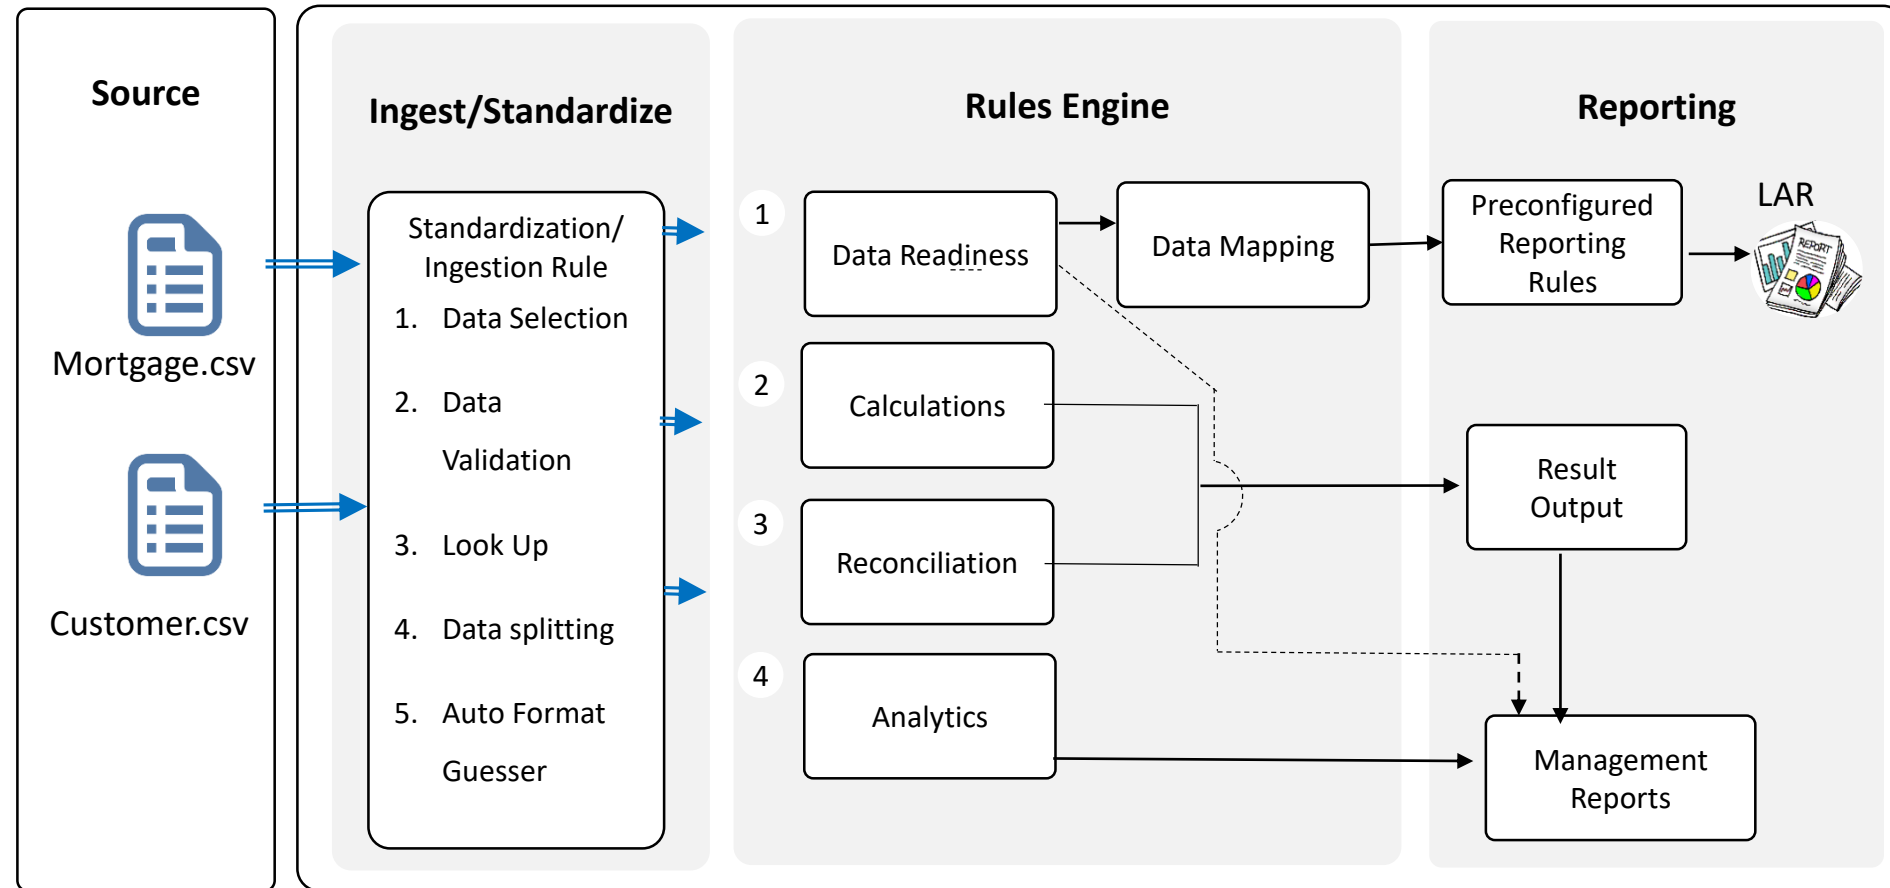 Source
Mortgage.csv
Customer.csv
Ingest/Standardize
Standardization/
Ingestion Rule
1. Data Selection
2. Data
Validation
3. Look Up
4. Data splitting
5. Auto Format
Guesser
Rules Engine
1
Data Readiness
Data Mapping
2
Calculations
3
Reconciliation
4
Analytics
Reporting
Preconfigured
Reporting
Rules
LAR
REPORT
Result
Output
Management
Reports